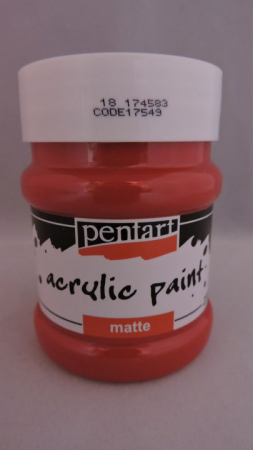 18 174583
CODE17549
pentart
acrylic paint
matte